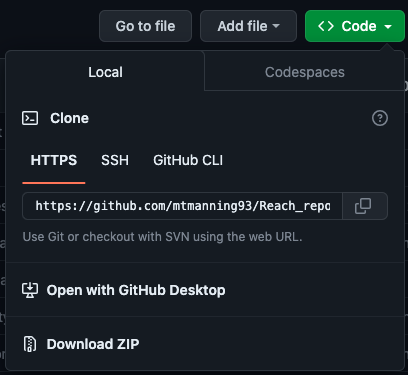 Go to file
Add file
<> Code
Local
Codespaces
Clone
HTTPS
SSH
GitHub CLI
https://github.com/mtmanning93/Reach_repo
Use Git or checkout with SVN using the web URL.
Open with GitHub Desktop
Download ZIP